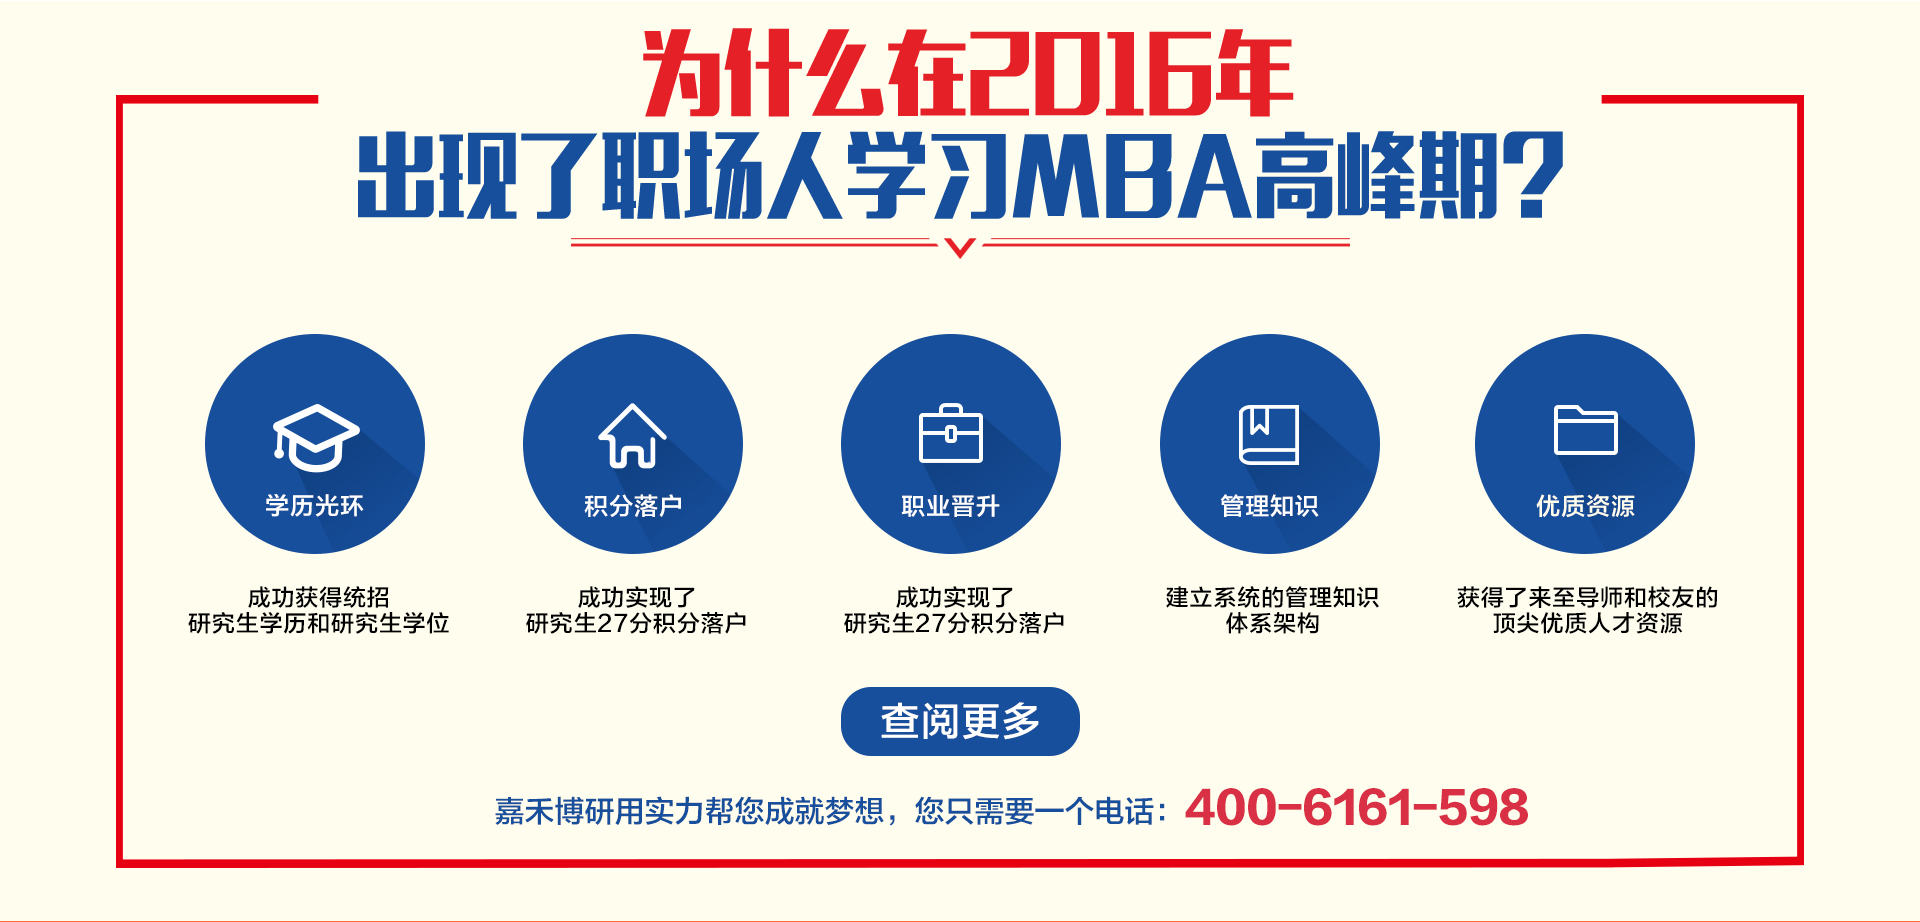 为什么在2016年
出现了职场人学习MBA高峰期?
学历光环
积分落户
职业晋升
管理知识
优质资源
成功获得统招
研究生学历和研究生学位
成功实现了
研究生27分积分落户
成功实现了
研究生27分积分落户
建立系统的管理知识
体系架构
获得了来至导师和校友的
顶尖优质人才资源
查阅更多
嘉禾博研用实力帮您成就梦想，您只需要一个电话：400-6161-598